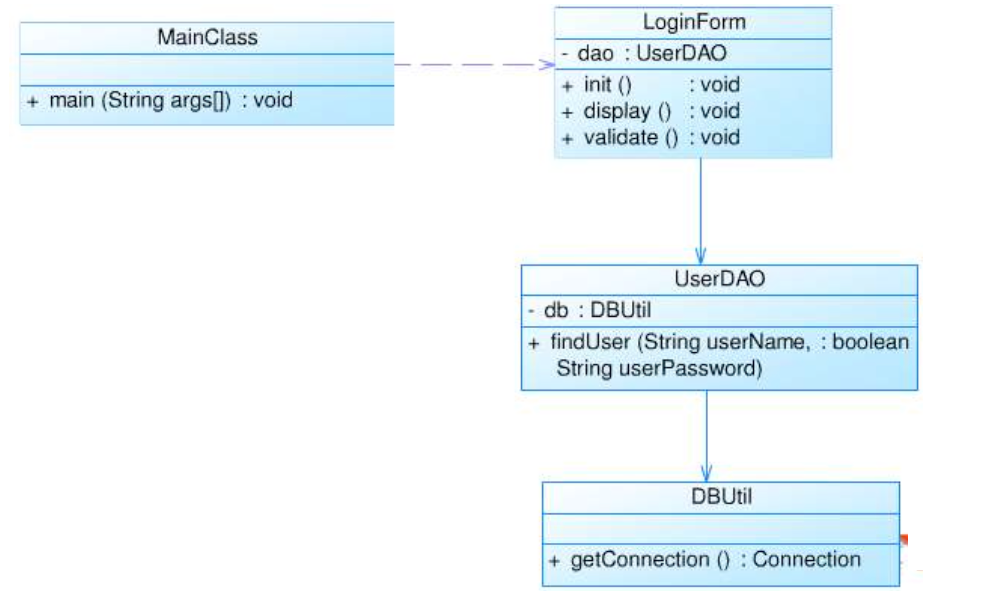 MainClass
+ main (String args[]) : void
LoginForm
- dao : UserDAO
+ init () : void
+ display () : void
+ validate () : void
UserDAO
- db : DBUtil
+ findUser (String userName, : boolean
String userPassword)
DBUtil
+ getConnection () : Connection